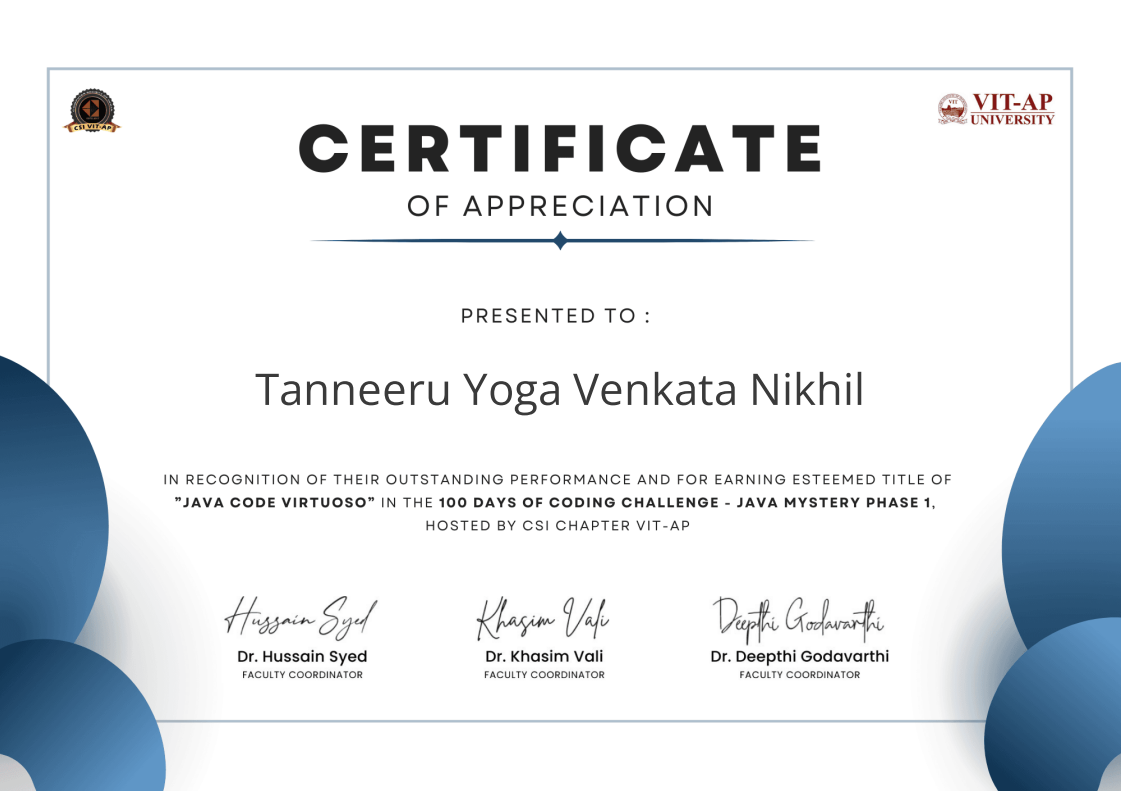 CSI VIT-AP
VIT-AP
UNIVERSITY
CERTIFICATE
OF APPRECIATION
PRESENTED TO :
Tanneeru Yoga Venkata Nikhil
IN RECOGNITION OF THEIR OUTSTANDING PERFORMANCE AND FOR EARNING ESTEEMED TITLE OF
”JAVA CODE VIRTUOSO” IN THE 100 DAYS OF CODING CHALLENGE - JAVA MYSTERY PHASE 1,
HOSTED BY CSI CHAPTER VIT-AP
Hussain Syed Khasim Vali Deepthi Godavarthi
Dr. Hussain Syed Dr. Khasim Vali Dr. Deepthi Godavarthi
FACULTY COORDINATOR FACULTY COORDINATOR FACULTY COORDINATOR